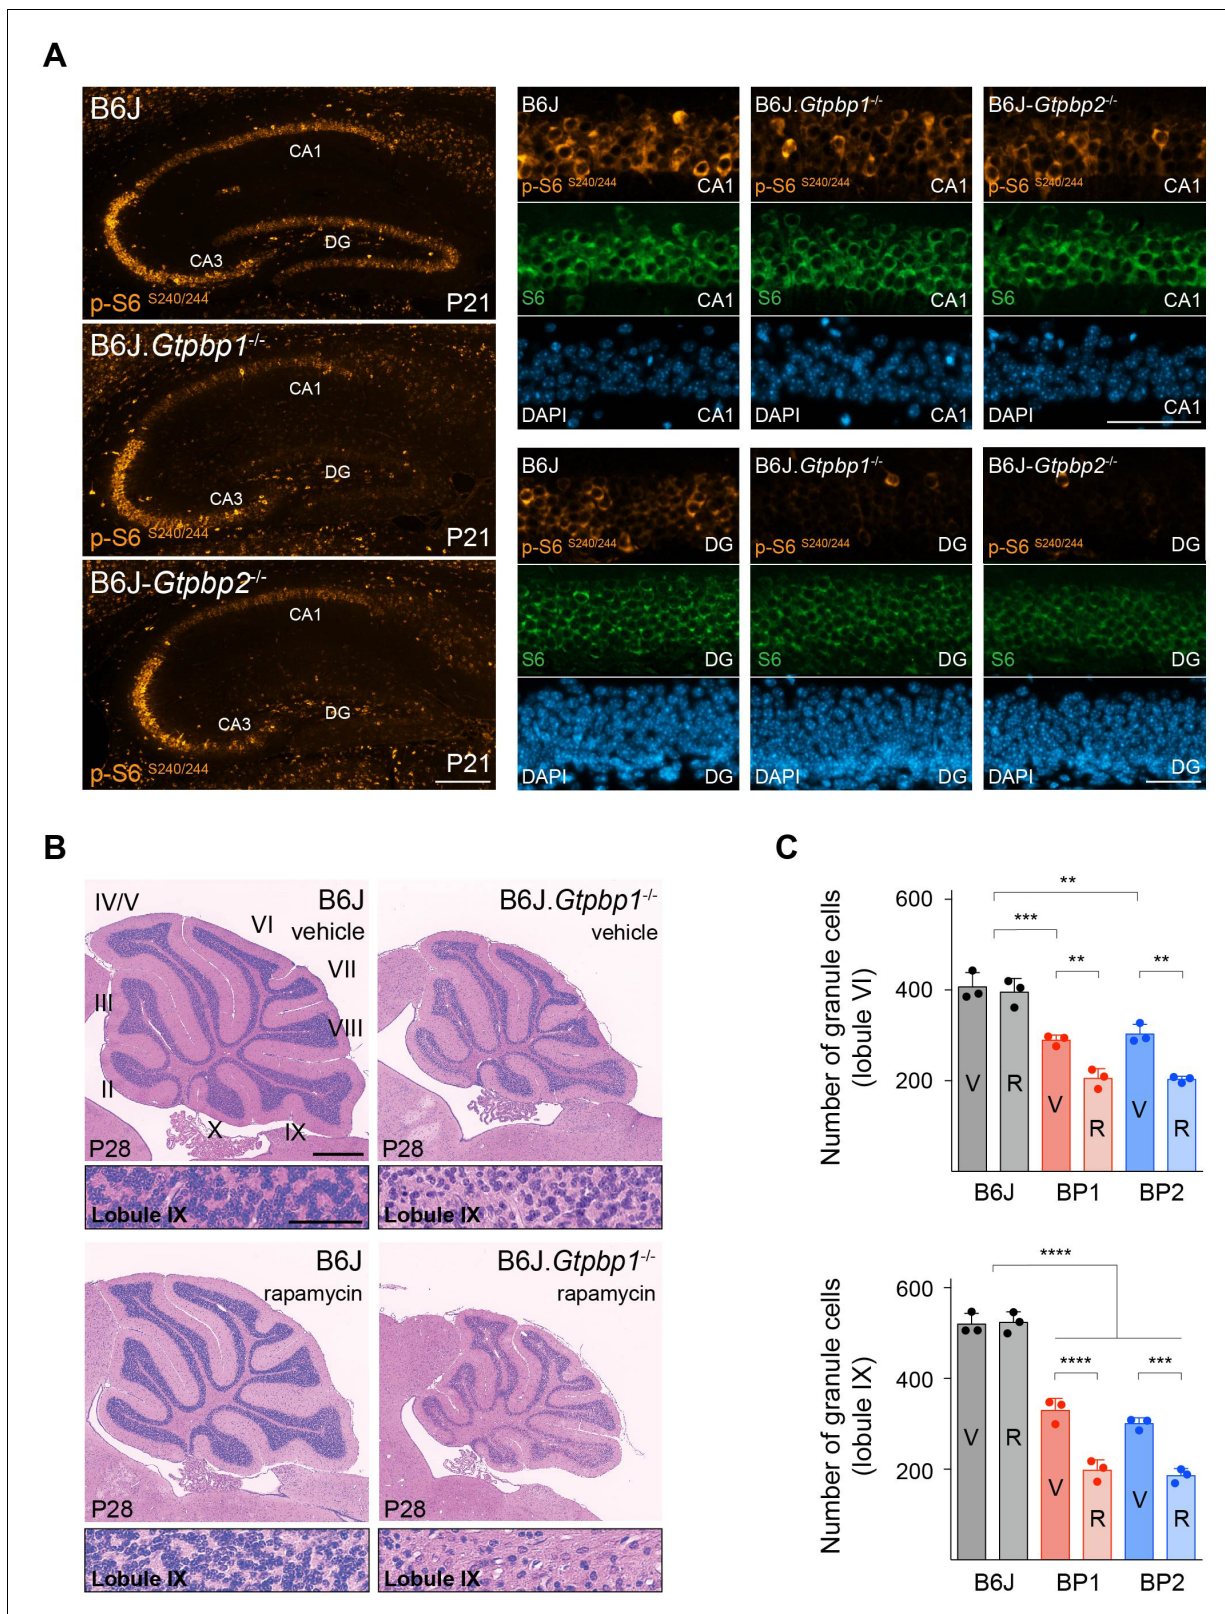 A
B6J
CA1
DG
CA3
p-S6 S240/244
P21
B6J.Gtpbp1-/-
CA1
DG
CA3
p-S6 S240/244
P21
B6J-Gtpbp2-/-
CA1
DG
CA3
p-S6 S240/244
P21
B6J
p-S6 S240/244
CA1
B6J.Gtpbp1-/-
p-S6 S240/244
CA1
B6J-Gtpbp2-/-
p-S6 S240/244
CA1
S6
CA1
S6
CA1
S6
CA1
DAPI
CA1
DAPI
CA1
DAPI
CA1
B6J
p-S6 S240/244
DG
B6J.Gtpbp1-/-
p-S6 S240/244
DG
B6J-Gtpbp2-/-
p-S6 S240/244
DG
S6
DG
S6
DG
S6
DG
DAPI
DG
DAPI
DG
DAPI
DG
B
IV/V
VI
B6J
vehicle
VII
III
VIII
II
X
IX
P28
Lobule IX
B6J.Gtpbp1-/-
vehicle
Lobule IX
B6J
rapamycin
P28
Lobule IX
B6J.Gtpbp1-/-
rapamycin
P28
Lobule IX
C
Number of granule cells
(lobule VI)
600
400
200
**
***
**
**
V
R
V
R
V
R
B6J
BP1
BP2
Number of granule cells
(lobule IX)
600
400
200
****
****
***
V
R
V
R
V
R
B6J
BP1
BP2